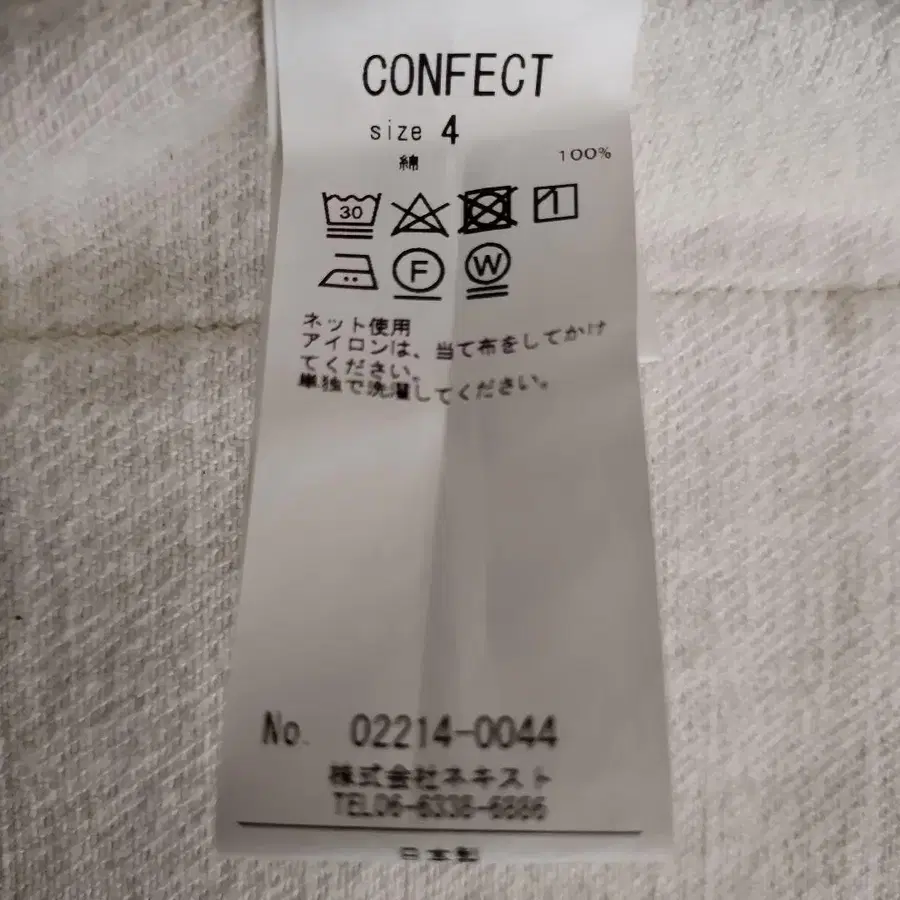 CONFECT
size 4
綿 100%
30
F W
ネット使用
アイロンは、当て布をしてかけ
てください。
単独で洗濯してください。
No. 02214-0044
株式会社ネキスト
TEL06-6338-6886
日本製